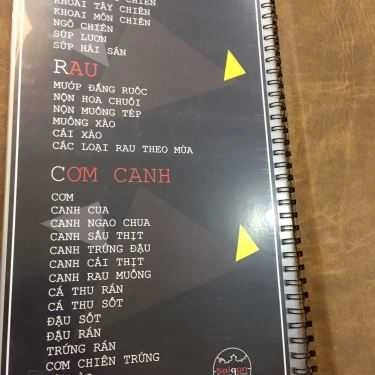 KHOAI TÂY CHIÊN
KHOAI MÔN CHIÊN
NGÔ CHIÊN
SÚP LƯƠN
SÚP HẢI SẢN
RAU
MƯỚP ĐẮNG RUỐC
NỘN HOA CHUỐI
NỘN MUỐNG TÉP
MUỐNG XÀO
CẢI XÀO
CÁC LOẠI RAU THEO MÙA
CƠM CANH
CƠM
CANH CUA
CANH NGAO CHUA
CANH SẤU THỊT
CANH TRỨNG ĐẬU
CANH CẢI THỊT
CANH RAU MUỐNG
CÁ THU RÁN
CÁ THU SỐT
ĐẬU SỐT
ĐẬU RÁN
TRỨNG RÁN
CƠM CHIÊN TRỨNG
saigon